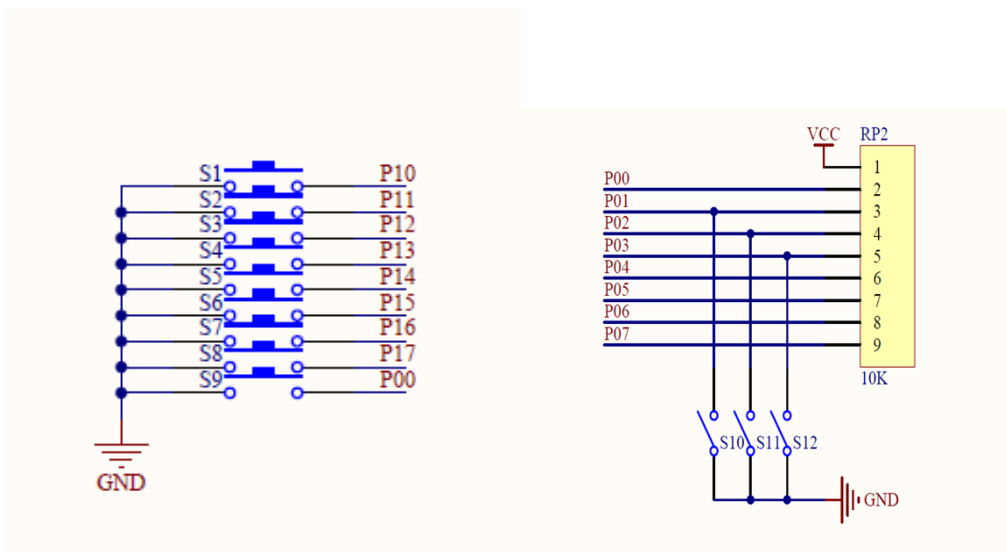 S1 P10
S2 P11
S3 P12
S4 P13
S5 P14
S6 P15
S7 P16
S8 P17
S9 P00
GND
VCC RP2
1
P00 2
P01 3
P02 4
P03 5
P04 6
P05 7
P06 8
P07 9
10K
S10 S11 S12
GND